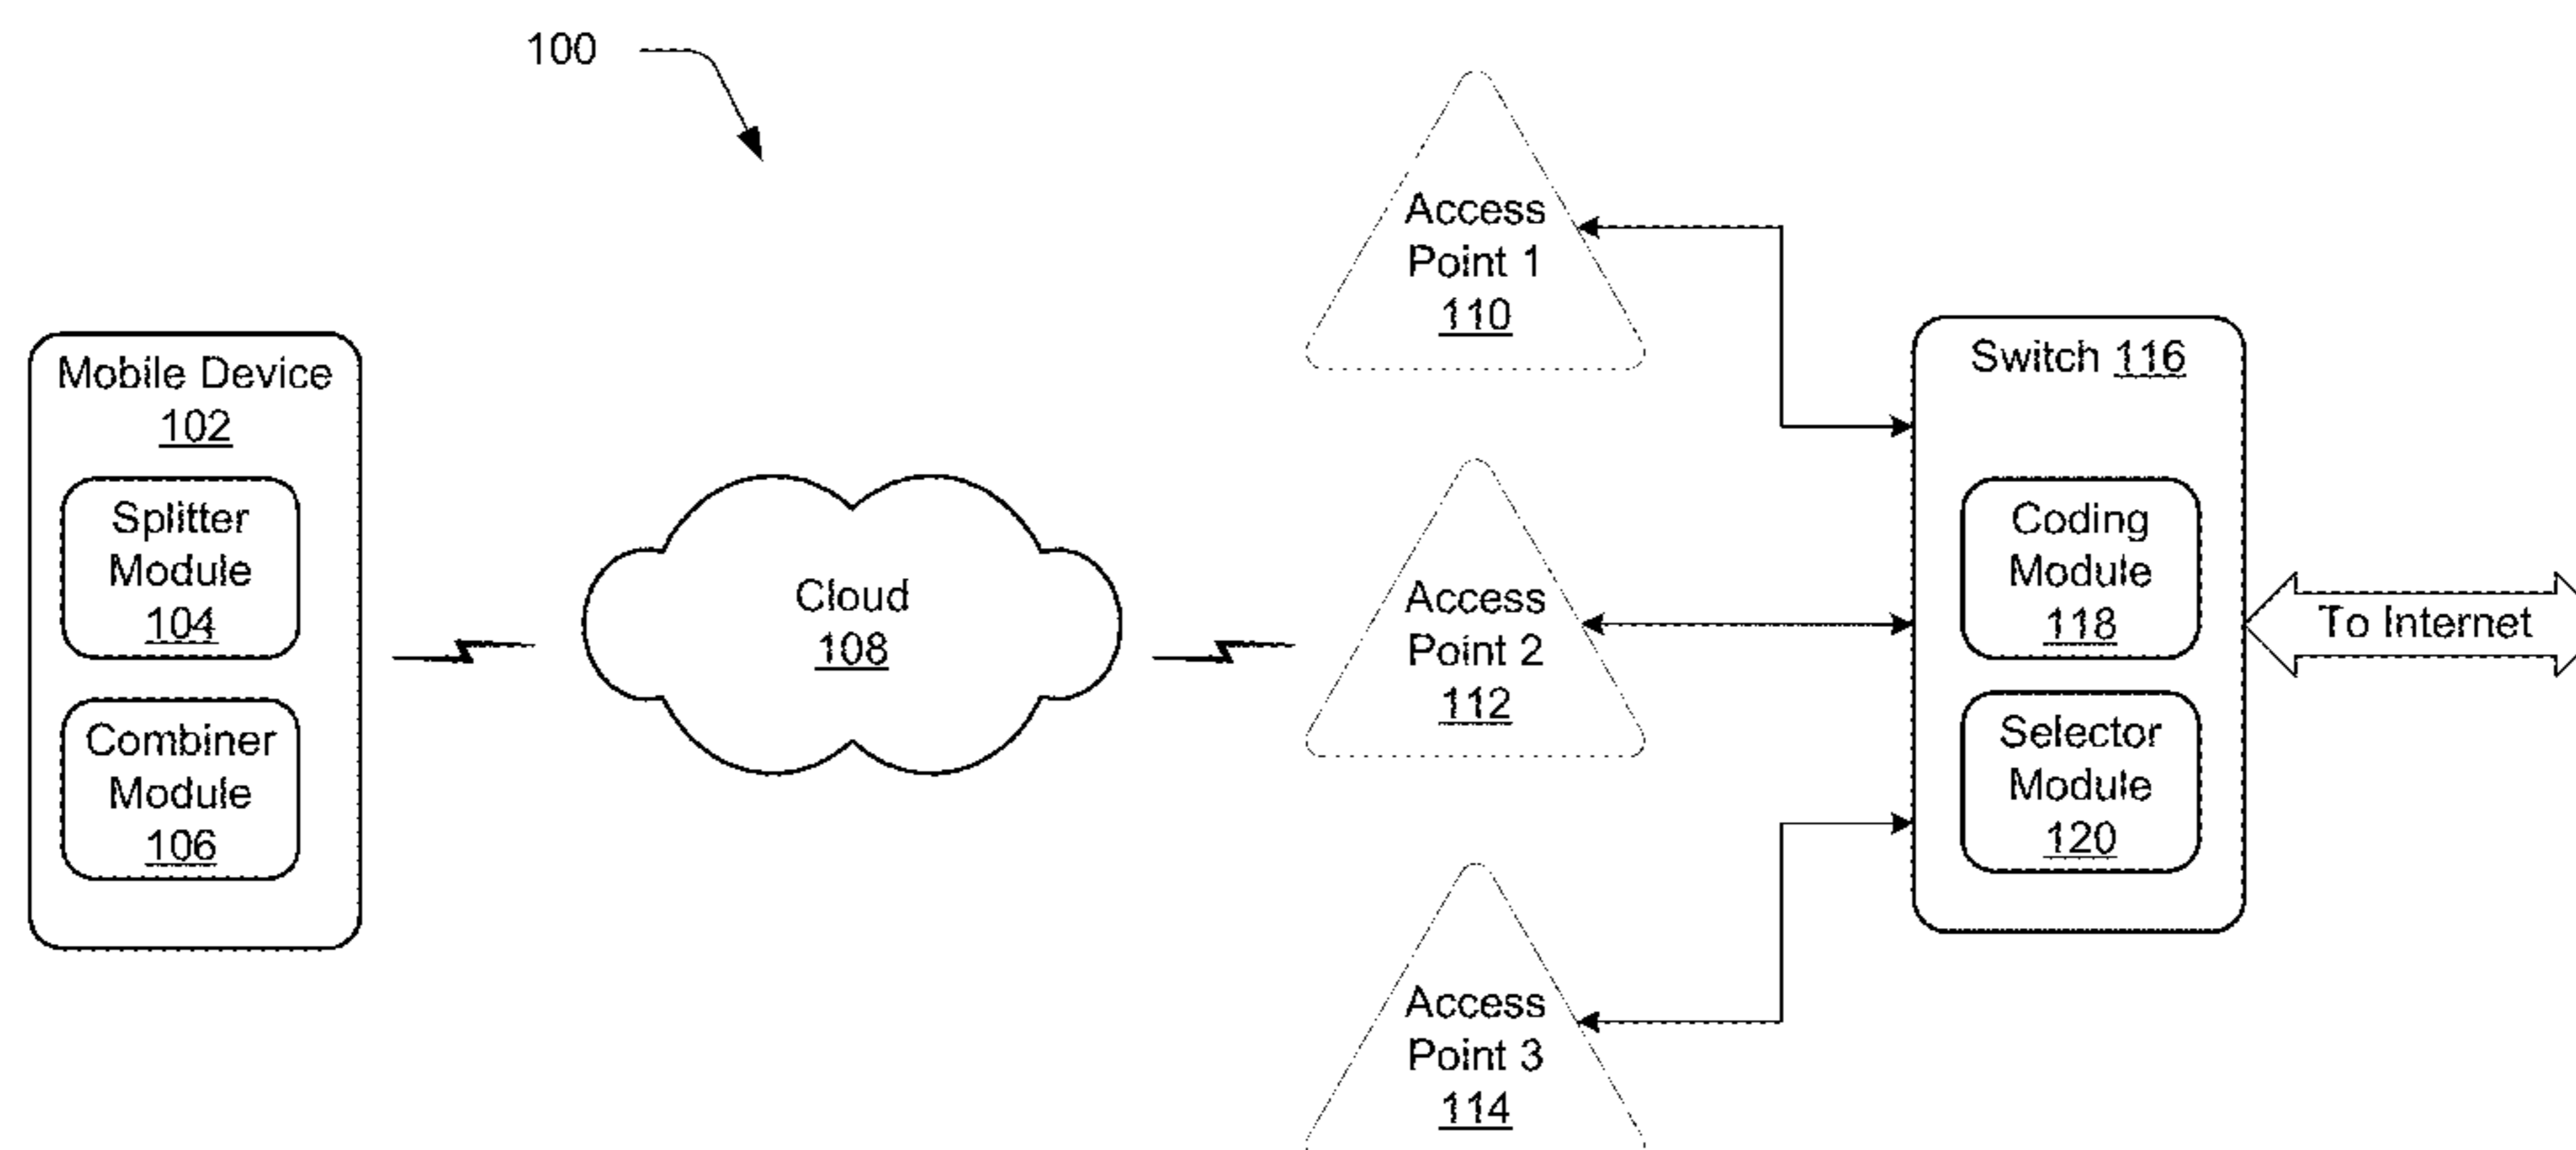 100
Mobile Device
102
Splitter
Module
104
Combiner
Module
106
Cloud
108
Access
Point 1
110
Access
Point 2
112
Access
Point 3
114
Switch 116
Coding
Module
118
Selector
Module
120
To Internet